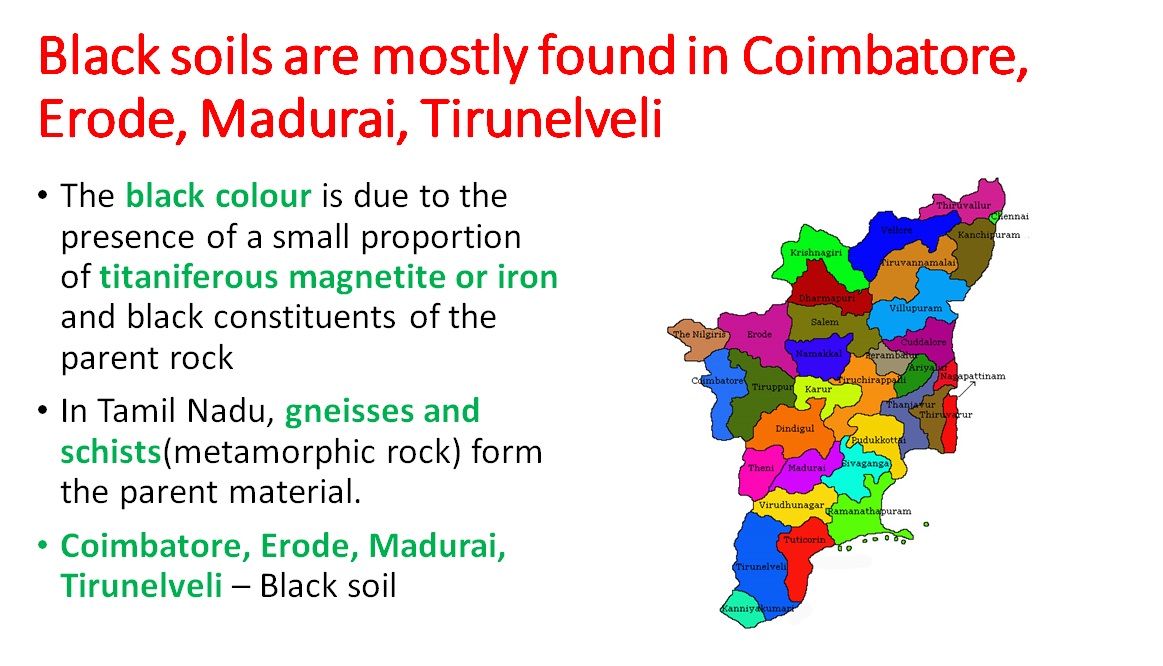 Black soils are mostly found in Coimbatore,
Erode, Madurai, Tirunelveli
• The black colour is due to the
presence of a small proportion
of titaniferous magnetite or iron
and black constituents of the
parent rock
• In Tamil Nadu, gneisses and
schists(metamorphic rock) form
the parent material.
• Coimbatore, Erode, Madurai,
Tirunelveli – Black soil
Thiruvallur
Chennai
Vellore
Kanchipuram
Krishnagiri
Tiruvannamalai
Dharmapuri
Villupuram
Salem
The Nilgiris
Erode
Cuddalore
Namakkal
Perambalur
Ariyalur
Nagapattinam
Coimbatore
Tiruppur
Karur
Tiruchirappalli
Thanjavur
Thiruvarur
Dindigul
Pudukkottai
Theni
Madurai
Sivaganga
Virudhunagar
Ramanathapuram
Tuticorin
Tirunelveli
Kanniyakumari